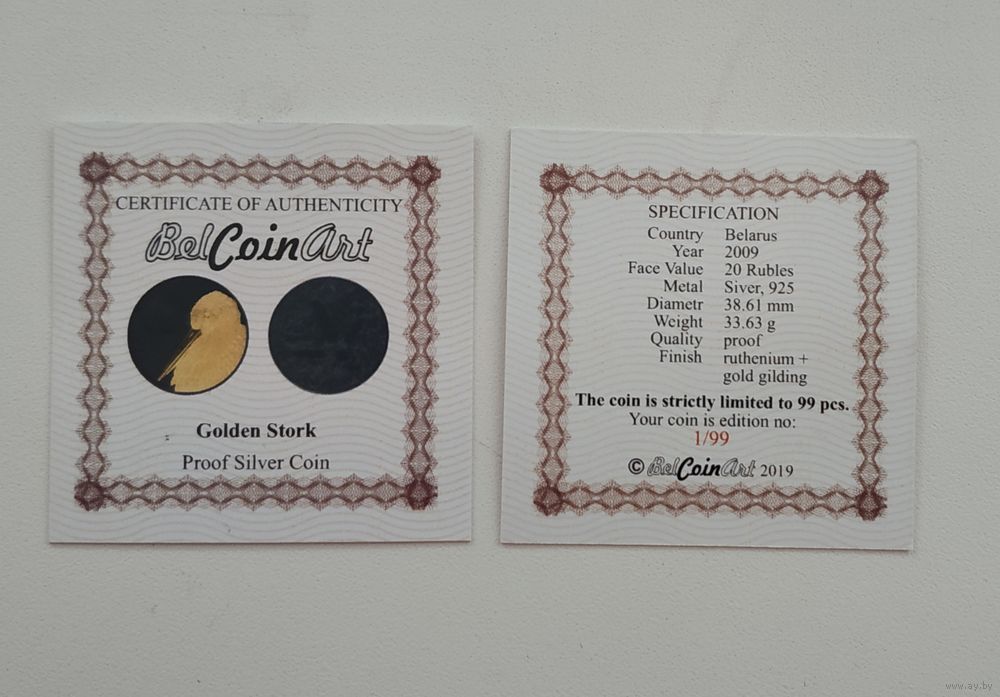 CERTIFICATE OF AUTHENTICITY
BelCoinArt
Golden Stork
Proof Silver Coin
SPECIFICATION
Country Belarus
Year 2009
Face Value 20 Rubles
Metal Siver, 925
Diametr 38.61 mm
Weight 33.63 g
Quality proof
Finish ruthenium +
gold gilding
The coin is strictly limited to 99 pcs.
Your coin is edition no:
1/99
© BelCoinArt 2019
www.ay.by